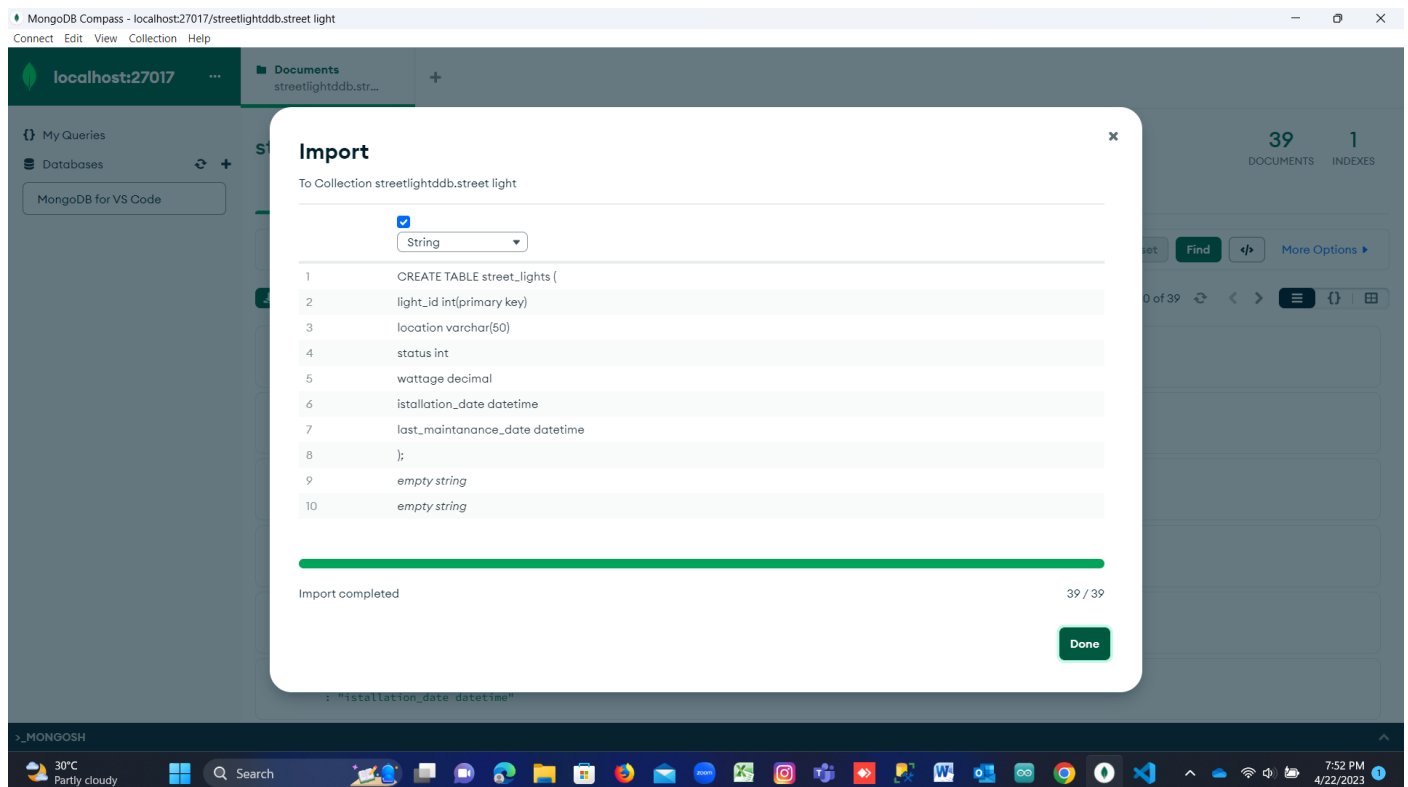 MongoDB Compass - localhost:27017/streetlightddb.street light
Connect Edit View Collection Help
localhost:27017 ...
Documents
streetlightddb.str...
+
{} My Queries
Databases
MongoDB for VS Code
39 1
DOCUMENTS INDEXES
Import
To Collection streetlightddb.street light
String
1 CREATE TABLE street_lights (
2 light_id int(primary key)
3 location varchar(50)
4 status int
5 wattage decimal
6 istallation_date datetime
7 last_maintanance_date datetime
8 );
9 empty string
10 empty string
Import completed 39 / 39
Done
Find </> More Options
0 of 39
{}
: "istallation_date datetime"
>_MONGOSH
30°C
Partly cloudy
Search
zoom
7:52 PM
4/22/2023
1